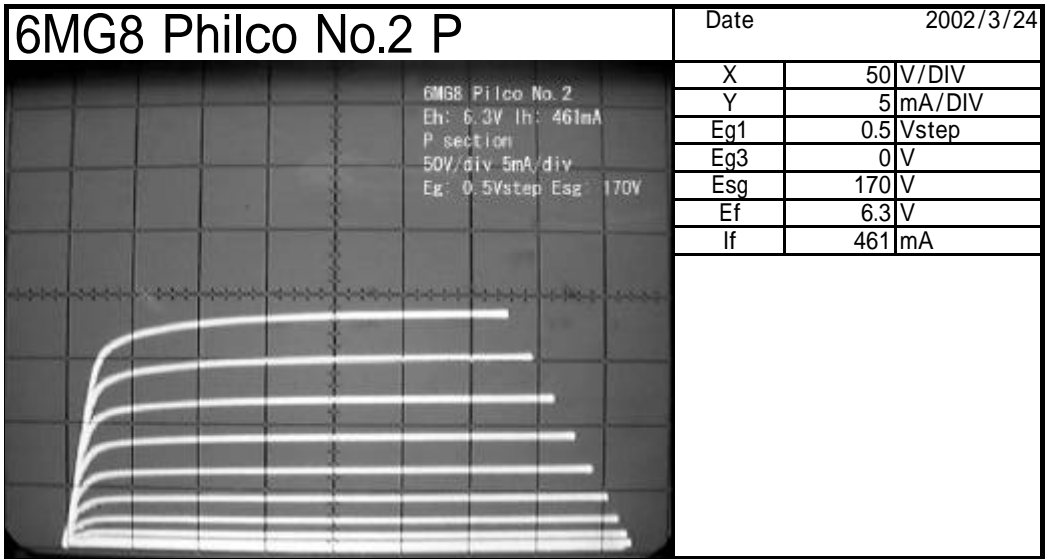 6MG8 Philco No.2 P
Date 2002/3/24
X 50 V/DIV
Y 5 mA/DIV
Eg1 0.5 Vstep
Eg3 0 V
Esg 170 V
Ef 6.3 V
If 461 mA
6MG8 Pilco No.2
Eh: 6.3V Ih: 461mA
P section
50V/div 5mA/div
Eg: 0.5Vstep Esg: 170V